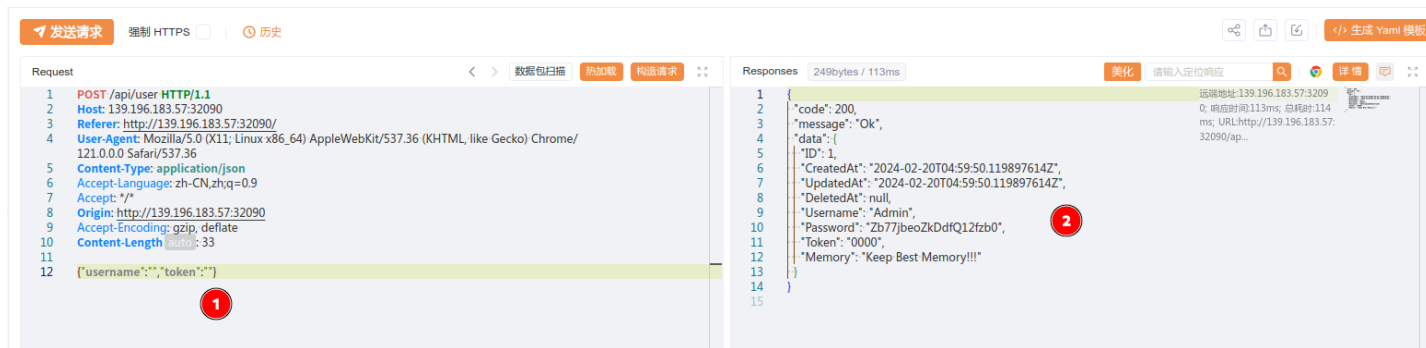 发送请求 强制 HTTPS 历史 </> 生成 Yaml 模板
Request 数据包扫描 热加载 构造请求
1 POST /api/user HTTP/1.1
2 Host: 139.196.183.57:32090
3 Referer: http://139.196.183.57:32090/
4 User-Agent: Mozilla/5.0 (X11; Linux x86_64) AppleWebKit/537.36 (KHTML, like Gecko) Chrome/
121.0.0.0 Safari/537.36
5 Content-Type: application/json
6 Accept-Language: zh-CN,zh;q=0.9
7 Accept: */*
8 Origin: http://139.196.183.57:32090
9 Accept-Encoding: gzip, deflate
10 Content-Length auto : 33
11
12 {"username":"","token":""}
1
Responses 249bytes / 113ms 美化 请输入定位响应 详情
1 {
2 "code": 200,
3 "message": "Ok",
4 "data": {
5 "ID": 1,
6 "CreatedAt": "2024-02-20T04:59:50.119897614Z",
7 "UpdatedAt": "2024-02-20T04:59:50.119897614Z",
8 "DeletedAt": null,
9 "Username": "Admin",
10 "Password": "Zb77jbeoZkDdfQ12fzb0",
11 "Token": "0000",
12 "Memory": "Keep Best Memory!!!"
13 }
14 }
15
2
远端地址:139.196.183.57:3209
0; 响应时间:113ms; 总耗时:114
ms; URL:http://139.196.183.57:
32090/ap...